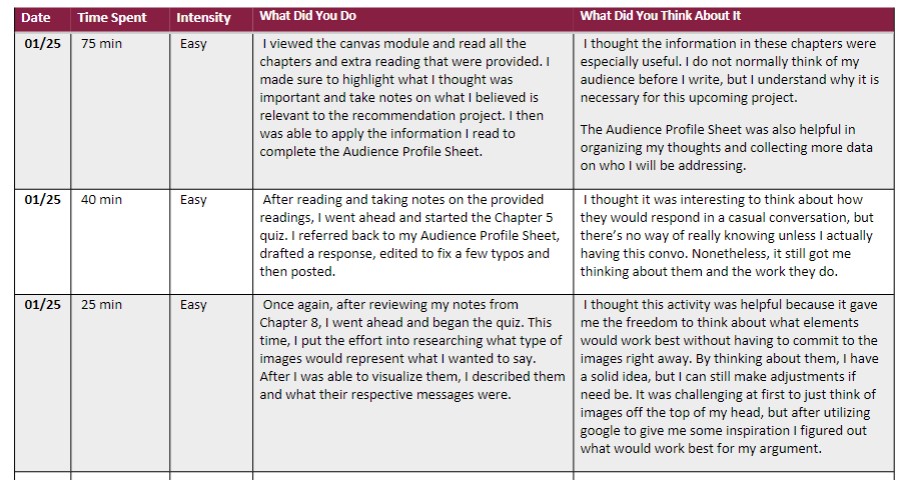 Date Time Spent Intensity What Did You Do What Did You Think About It
01/25 75 min Easy
I viewed the canvas module and read all the
chapters and extra reading that were provided. I
made sure to highlight what I thought was
important and take notes on what I believed is
relevant to the recommendation project. I then
was able to apply the information I read to
complete the Audience Profile Sheet.
I thought the information in these chapters were
especially useful. I do not normally think of my
audience before I write, but I understand why it is
necessary for this upcoming project.
The Audience Profile Sheet was also helpful in
organizing my thoughts and collecting more data
on who I will be addressing.
01/25 40 min Easy
After reading and taking notes on the provided
readings, I went ahead and started the Chapter 5
quiz. I referred back to my Audience Profile Sheet,
drafted a response, edited to fix a few typos and
then posted.
I thought it was interesting to think about how
they would respond in a casual conversation, but
there's no way of really knowing unless I actually
having this convo. Nonetheless, it still got me
thinking about them and the work they do.
01/25 25 min Easy
Once again, after reviewing my notes from
Chapter 8, I went ahead and began the quiz. This
time, I put the effort into researching what type of
images would represent what I wanted to say.
After I was able to visualize them, I described them
and what their respective messages were.
I thought this activity was helpful because it gave
me the freedom to think about what elements
would work best without having to commit to the
images right away. By thinking about them, I have
a solid idea, but I can still make adjustments if
need be. It was challenging at first to just think of
images off the top of my head, but after utilizing
google to give me some inspiration I figured out
what would work best for my argument.